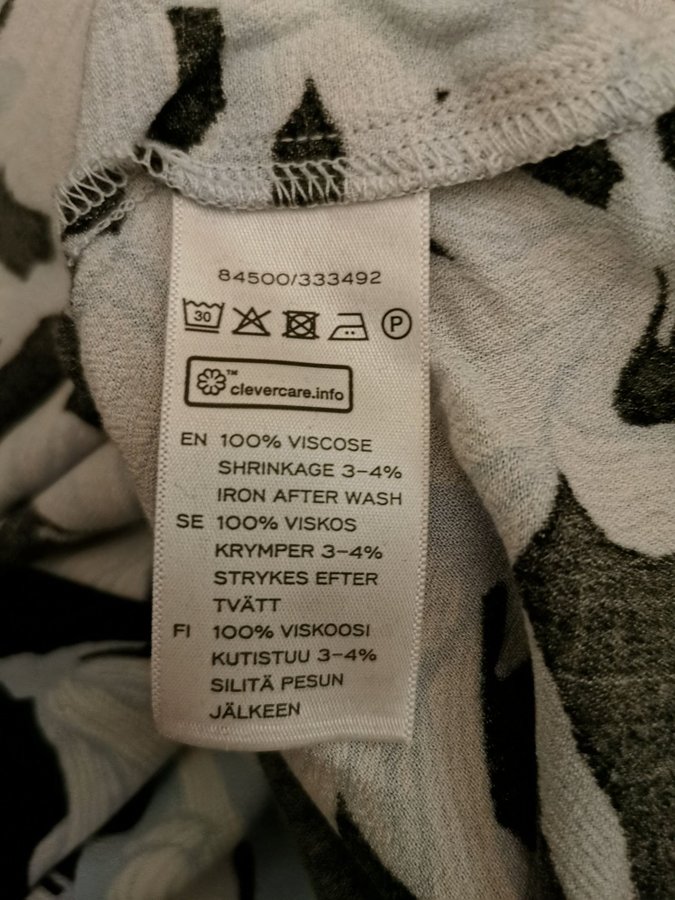 84500/333492
30 P
™
clevercare.info
EN 100% VISCOSE
SHRINKAGE 3-4%
IRON AFTER WASH
SE 100% VISKOS
KRYMPER 3-4%
STRYKES EFTER
TVÄTT
FI 100% VISKOOSI
KUTISTUU 3-4%
SILITÄ PESUN
JÄLKEEN